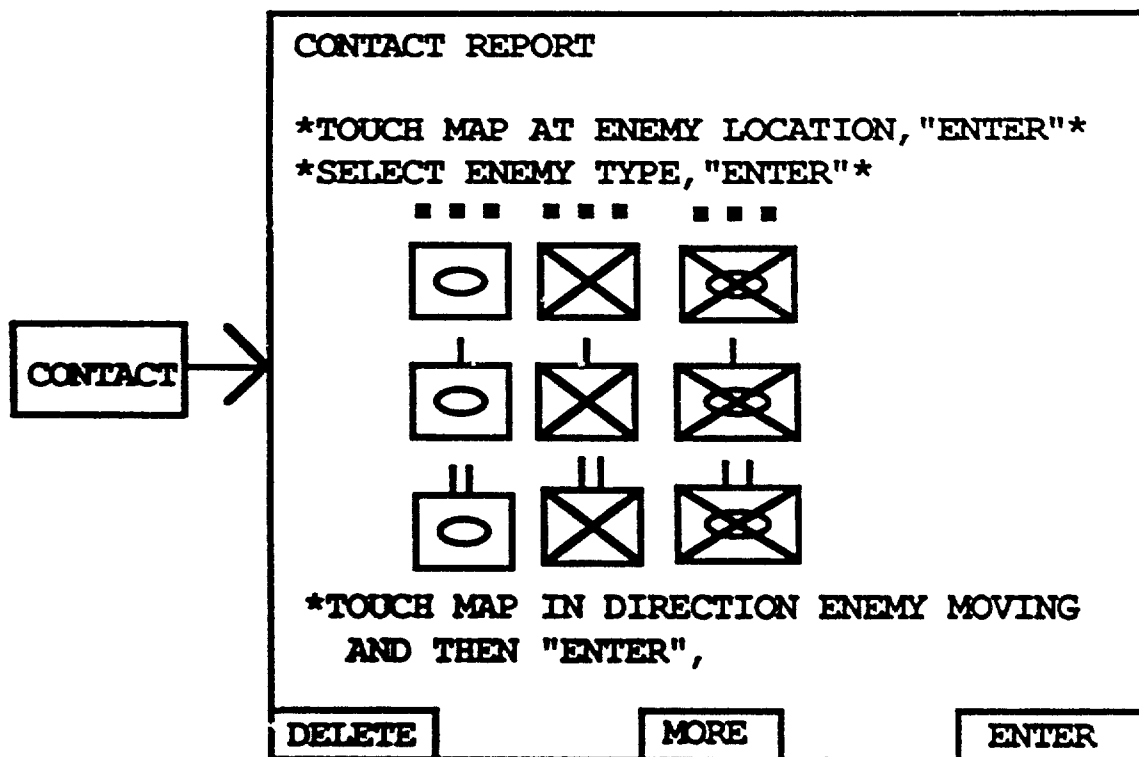 CONTACT REPORT
*TOUCH MAP AT ENEMY LOCATION,"ENTER"*
*SELECT ENEMY TYPE,"ENTER"*
CONTACT
*TOUCH MAP IN DIRECTION ENEMY MOVING
AND THEN "ENTER",
DELETE
MORE
ENTER